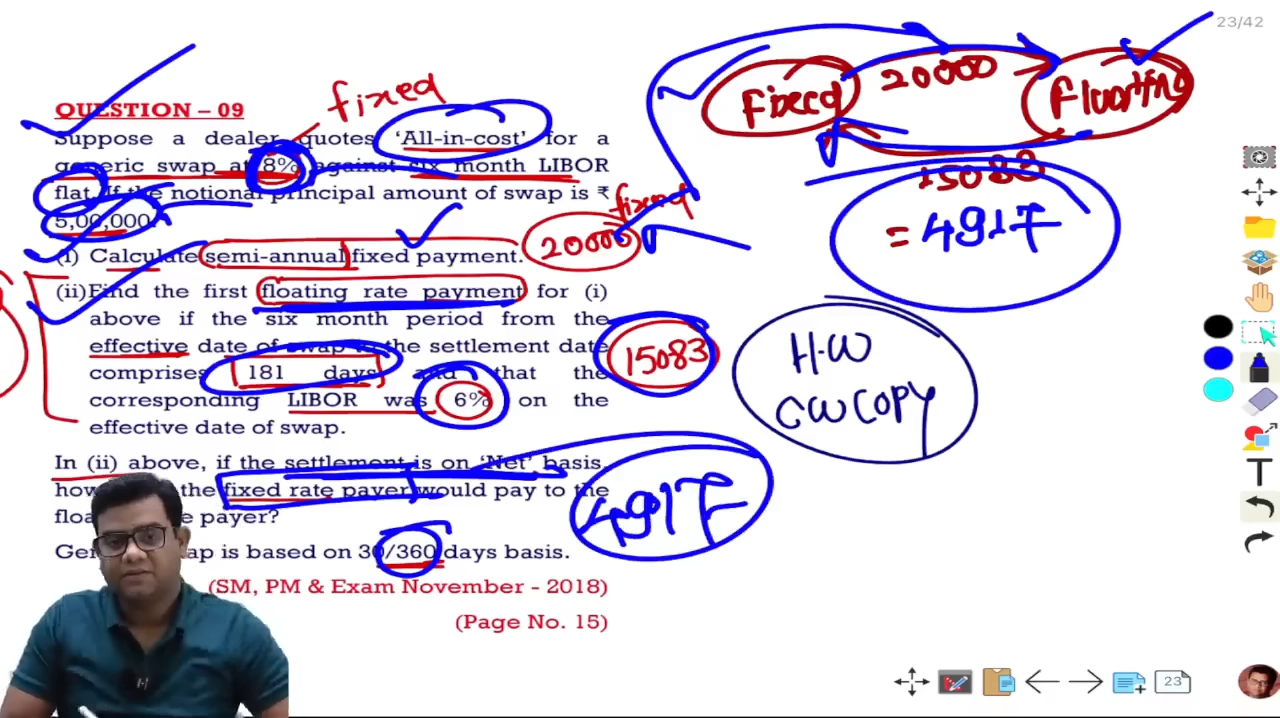 23/42
fixed
QUESTION – 09
Suppose a dealer quotes ‘All-in-cost’ for a
generic swap at 8% against six month LIBOR
flat. If the notional principal amount of swap is ₹
5,00,000.
(i) Calculate semi-annual fixed payment.
20000
fixed
(ii)Find the first floating rate payment for (i)
above if the six month period from the
effective date of swap to the settlement date
comprises 181 days and that the
15083
corresponding LIBOR was 6% on the
effective date of swap.
In (ii) above, if the settlement is on ‘Net’ basis,
how the fixed rate payer would pay to the
floa payer?
4917
Gen ap is based on 30/360 days basis.
(SM, PM & Exam November - 2018)
(Page No. 15)
Fixed
20000
Fluorting
15083
= 4917
H.W
CW COPY
T
23